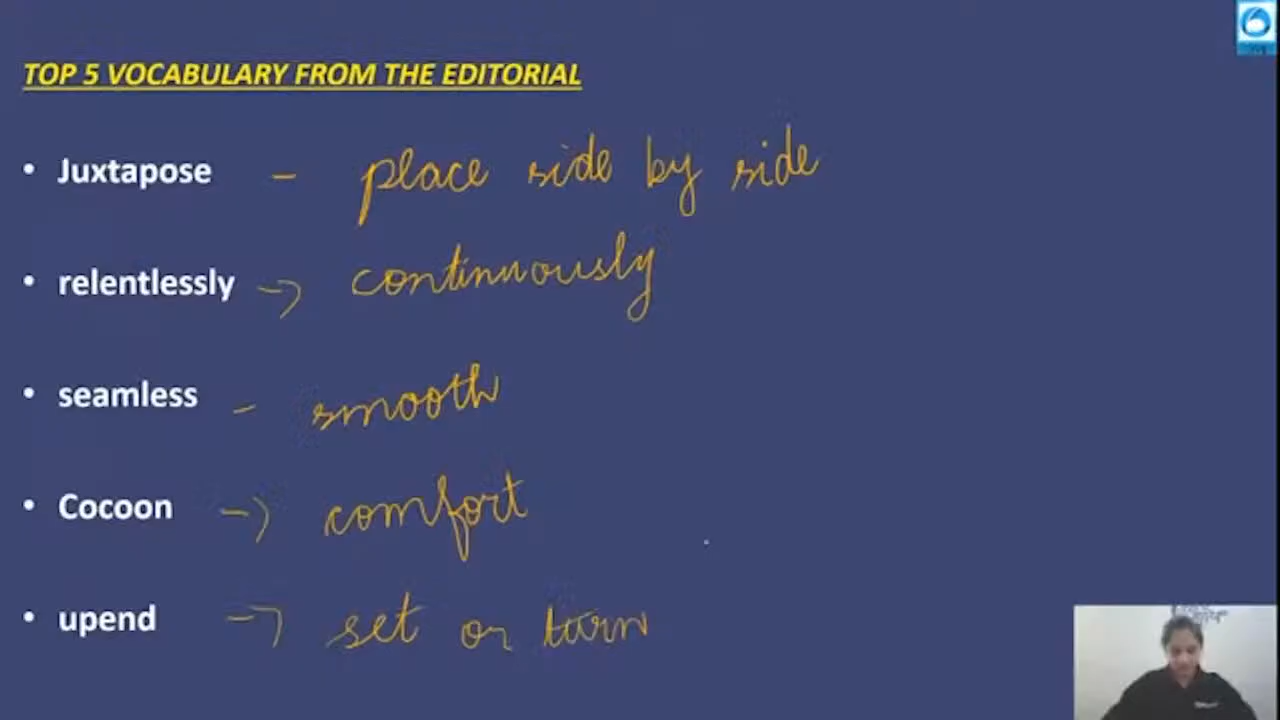 TOP 5 VOCABULARY FROM THE EDITORIAL
• Juxtapose - place side by side
• relentlessly → continuously
• seamless - smooth
• Cocoon → comfort
• upend → set or turn